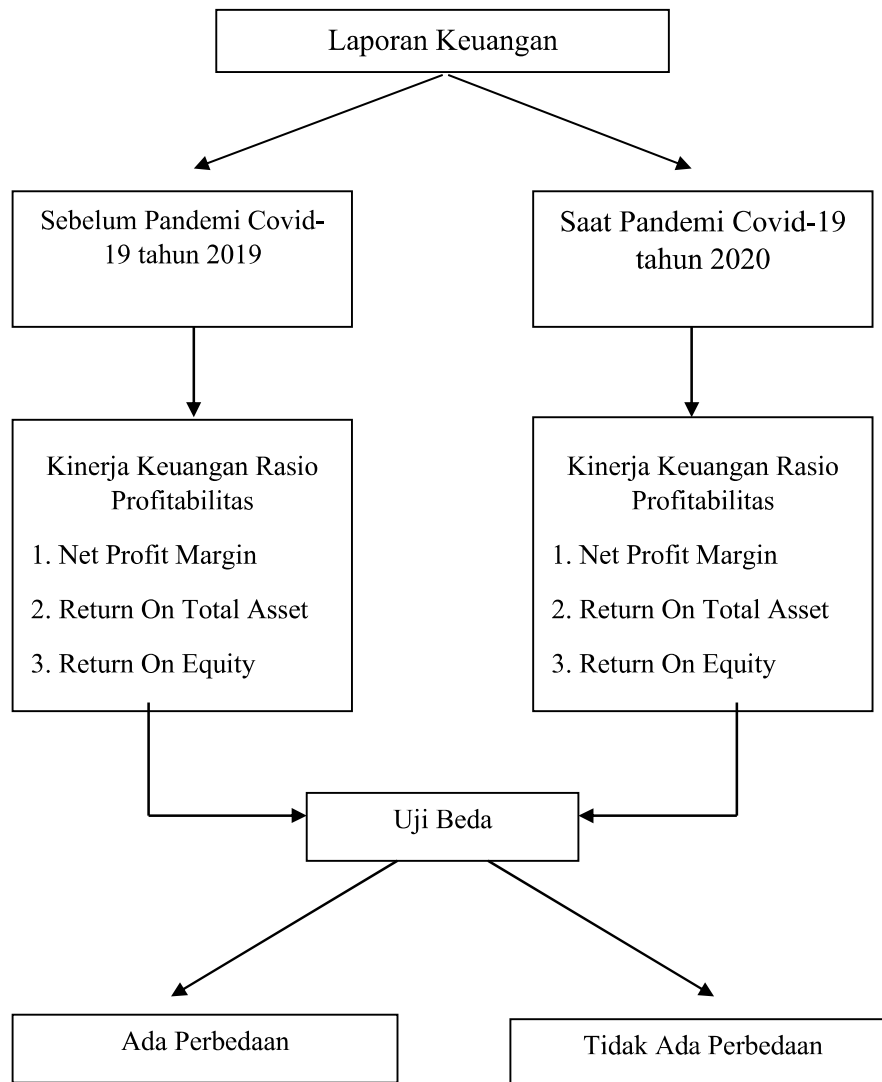 Laporan Keuangan
Sebelum Pandemi Covid-
19 tahun 2019
Saat Pandemi Covid-19
tahun 2020
Kinerja Keuangan Rasio
Profitabilitas
1. Net Profit Margin
2. Return On Total Asset
3. Return On Equity
Kinerja Keuangan Rasio
Profitabilitas
1. Net Profit Margin
2. Return On Total Asset
3. Return On Equity
Uji Beda
Ada Perbedaan
Tidak Ada Perbedaan